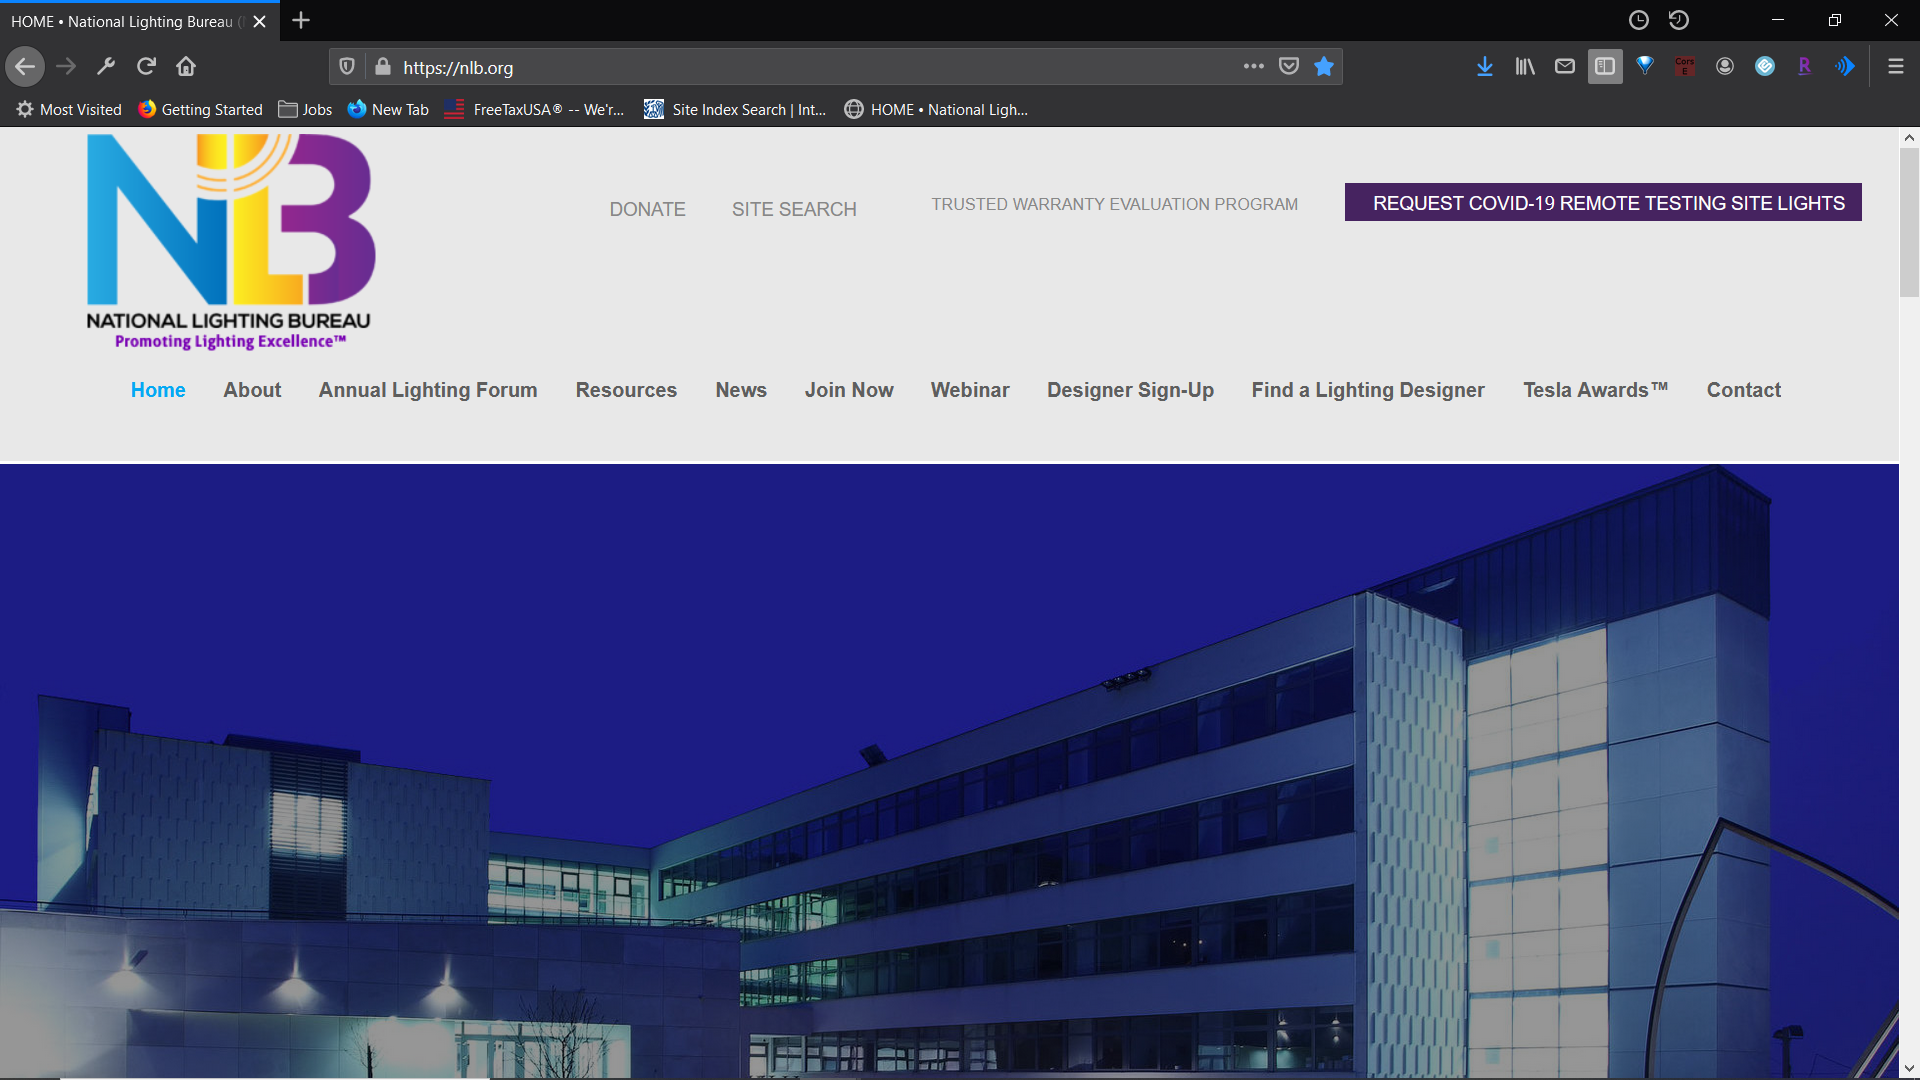 HOME • National Lighting Bureau (
https://nlb.org
Cors
E
R
Most Visited
Getting Started
Jobs
New Tab
FreeTaxUSA® -- We'r...
Site Index Search | Int...
HOME • National Ligh...
NLB
NATIONAL LIGHTING BUREAU
Promoting Lighting Excellence™
DONATE
SITE SEARCH
TRUSTED WARRANTY EVALUATION PROGRAM
REQUEST COVID-19 REMOTE TESTING SITE LIGHTS
Home
About
Annual Lighting Forum
Resources
News
Join Now
Webinar
Designer Sign-Up
Find a Lighting Designer
Tesla Awards™
Contact